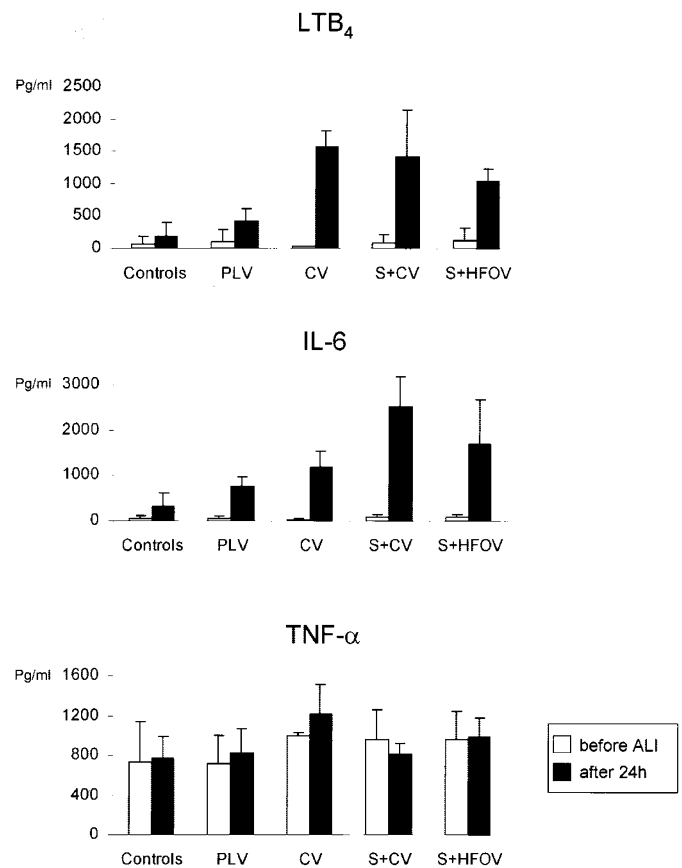 LTB4
Pg/ml
2500
2000
1500
1000
500
0
Controls PLV CV S+CV S+HFOV
IL-6
Pg/ml
3000
2000
1000
0
Controls PLV CV S+CV S+HFOV
TNF-α
Pg/ml
1600
1200
800
400
0
Controls PLV CV S+CV S+HFOV
before ALI
after 24h